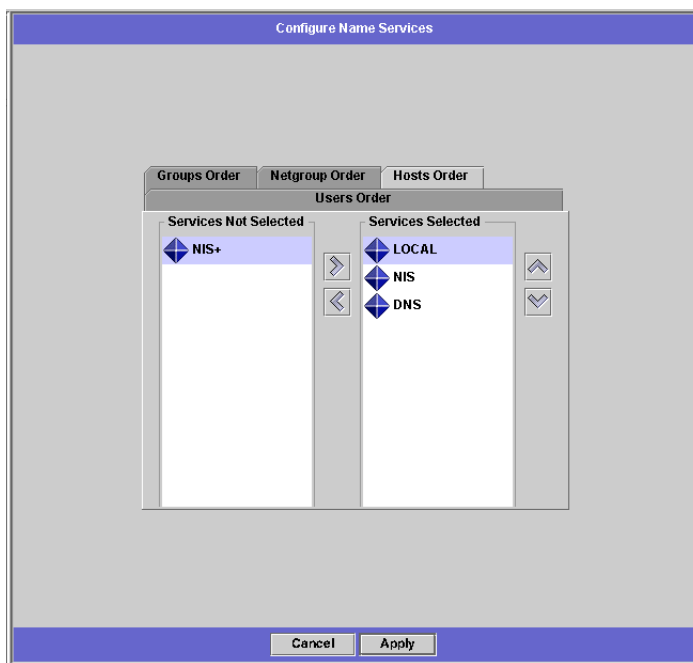 Configure Name Services
Groups Order Netgroup Order Hosts Order
Users Order
Services Not Selected Services Selected
NIS+ LOCAL
NIS
DNS
Cancel Apply